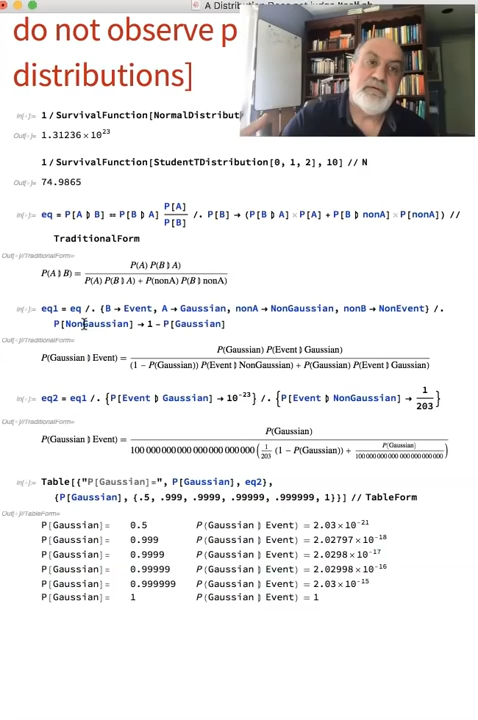 A Distribution Does not judge Itself.nb
do not observe p
distributions]
In[•]:= 1/SurvivalFunction[NormalDistribut
Out[•]= 1.31236×10^23
1/SurvivalFunction[StudentTDistribution[0, 1, 2], 10] // N
Out[•]= 74.9865
In[•]:= eq = P[A❫B] == P[B❫A] P[A]/P[B] /. P[B] → (P[B❫A]×P[A] + P[B❫nonA]×P[nonA]) //
TraditionalForm
Out[•]//TraditionalForm=
P(A❫B) = P(A) P(B❫A) / (P(A) P(B❫A) + P(nonA) P(B❫nonA))
In[•]:= eq1 = eq /. {B → Event, A → Gaussian, nonA → NonGaussian, nonB → NonEvent} /.
P[NonGaussian] → 1 - P[Gaussian]
Out[•]//TraditionalForm=
P(Gaussian❫Event) = P(Gaussian) P(Event❫Gaussian) / ((1 - P(Gaussian)) P(Event❫NonGaussian) + P(Gaussian) P(Event❫Gaussian))
In[•]:= eq2 = eq1 /. {P[Event❫Gaussian] → 10^-23} /. {P[Event❫NonGaussian] → 1/203}
Out[•]//TraditionalForm=
P(Gaussian❫Event) = P(Gaussian) / (100 000 000 000 000 000 000 000 (1/203 (1 - P(Gaussian)) + P(Gaussian)/100 000 000 000 000 000 000 000))
In[•]:= Table[{"P[Gaussian]=", P[Gaussian], eq2},
{P[Gaussian], {.5, .999, .9999, .99999, .999999, 1}}] // TableForm
Out[•]//TableForm=
P[Gaussian]= 0.5 P(Gaussian❫Event) = 2.03×10^-21
P[Gaussian]= 0.999 P(Gaussian❫Event) = 2.02797×10^-18
P[Gaussian]= 0.9999 P(Gaussian❫Event) = 2.0298×10^-17
P[Gaussian]= 0.99999 P(Gaussian❫Event) = 2.02998×10^-16
P[Gaussian]= 0.999999 P(Gaussian❫Event) = 2.03×10^-15
P[Gaussian]= 1 P(Gaussian❫Event) = 1